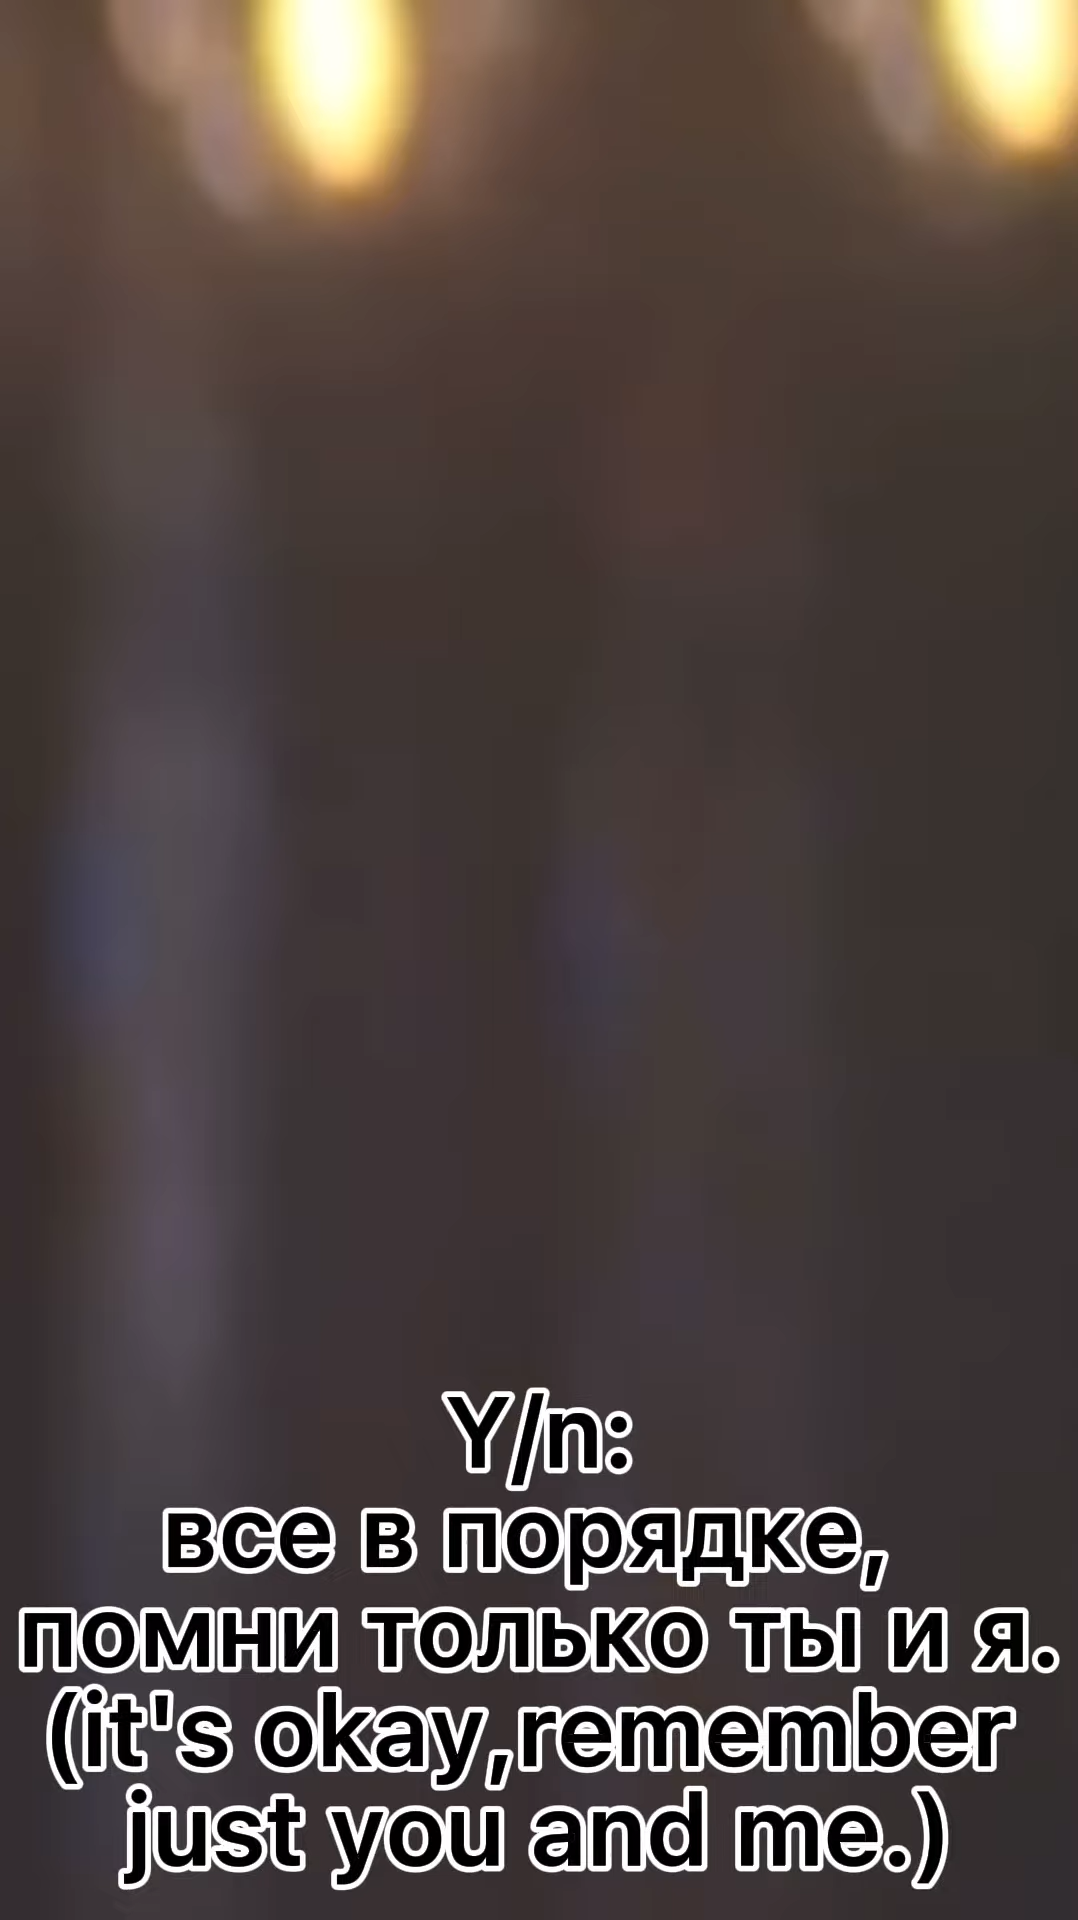 Y/n:
все в порядке,
помни только ты и я.
(it's okay,remember
just you and me.)